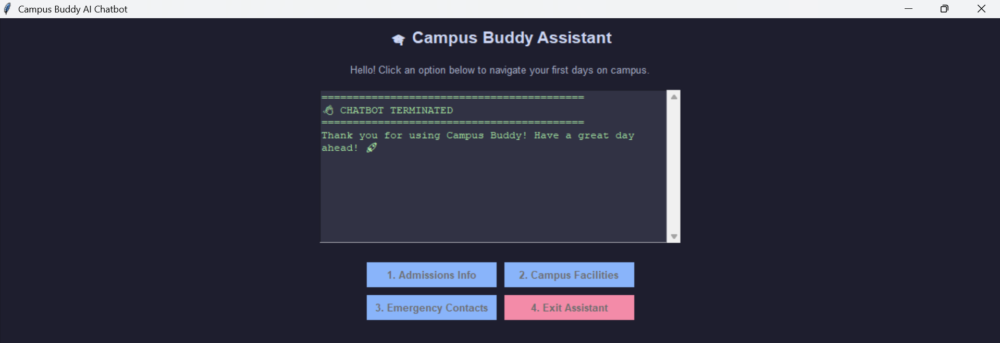 Campus Buddy AI Chatbot
🎓 Campus Buddy Assistant
Hello! Click an option below to navigate your first days on campus.
==========================================
👋 CHATBOT TERMINATED
==========================================
Thank you for using Campus Buddy! Have a great day
ahead! 🚀
1. Admissions Info
2. Campus Facilities
3. Emergency Contacts
4. Exit Assistant